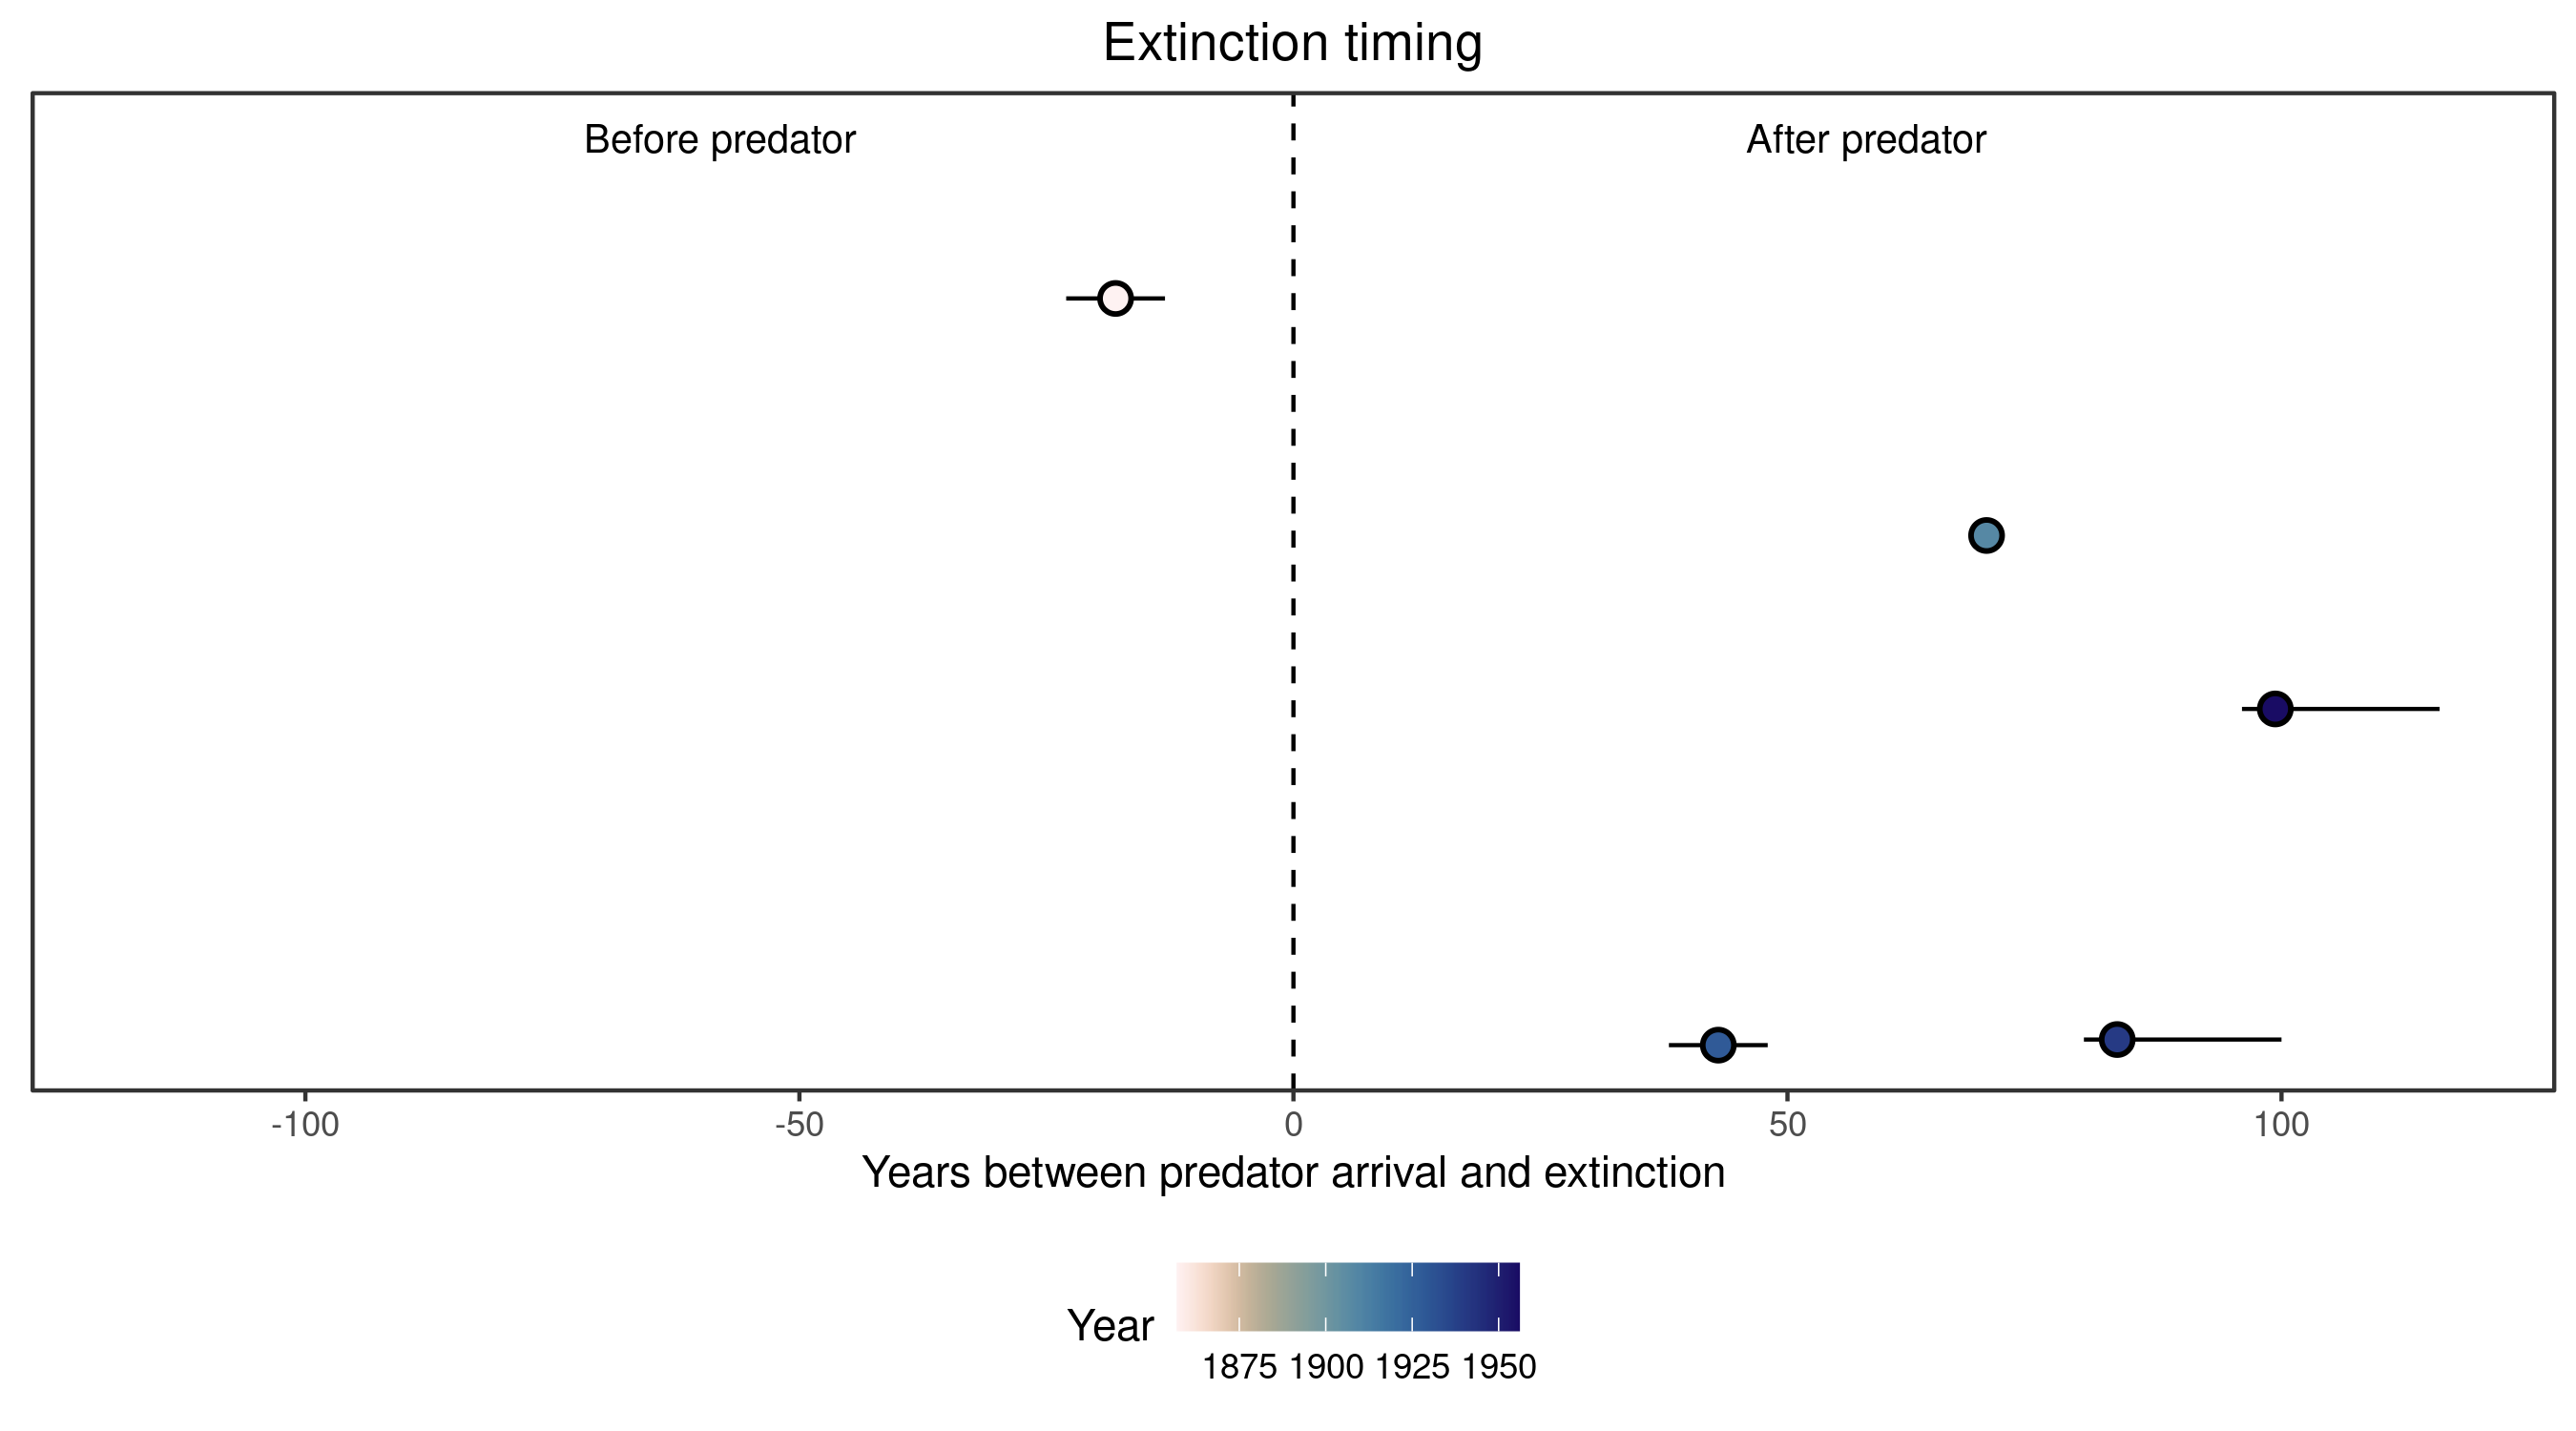 Extinction timing
Before predator After predator
-100 -50 0 50 100
Years between predator arrival and extinction
Year
1875 1900 1925 1950